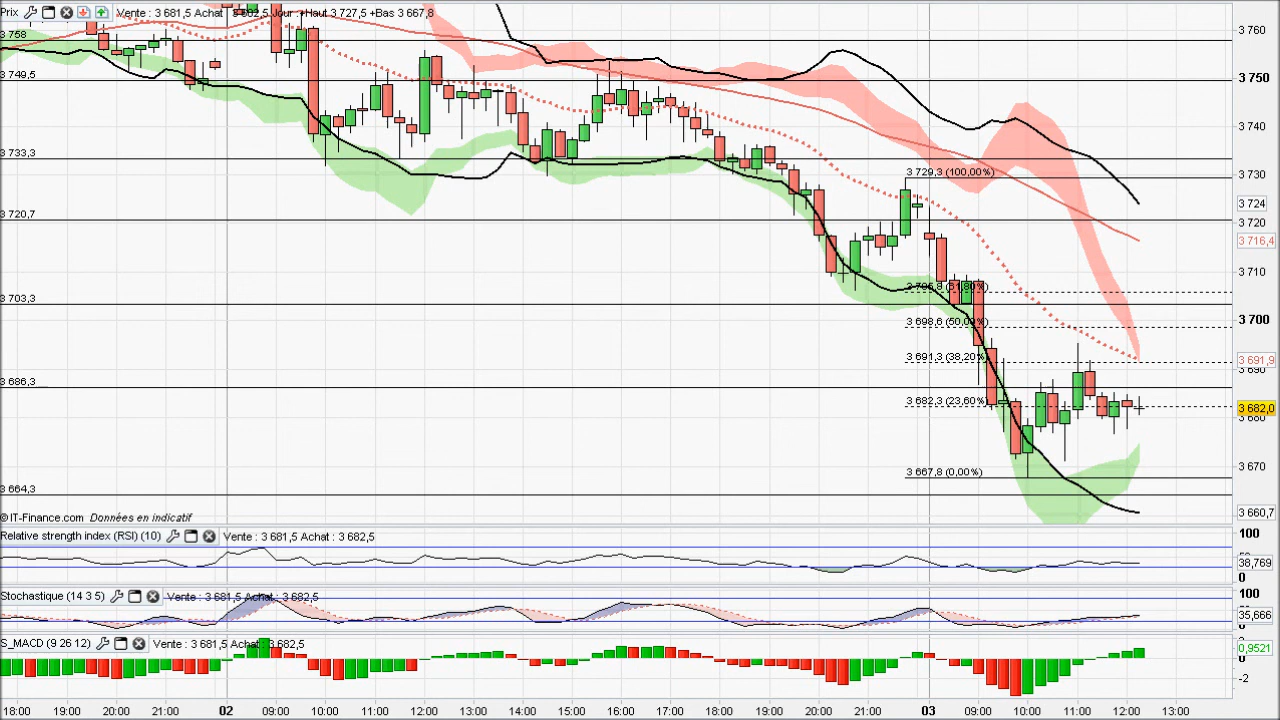 Prix Vente : 3 681,5 Achat : 3 682,5 Jour : +Haut 3 727,5 +Bas 3 667,8
3 760
3 758
3 750
3 749,5
3 740
3 733,3
3 730
3 729,3 (100,00%)
3 724
3 720,7
3 720
3 716,4
3 710
3 703,3
3 700
3 698,6 (50,00%)
3 691,3 (38,20%)
3 691,9
3 690
3 686,3
3 682,3 (23,60%)
3 682,0
3 680
3 670
3 667,8 (0,00%)
3 664,3
3 660,7
© IT-Finance.com Données en indicatif
Relative strength index (RSI) (10) Vente : 3 681,5 Achat : 3 682,5
100
38,769
0
Stochastique (14 3 5) Vente : 3 681,5 Achat : 3 682,5
100
35,666
0
S_MACD (9 26 12) Vente : 3 681,5 Achat : 3 682,5
0,9521
0
-2
18:00 19:00 20:00 21:00 02 09:00 10:00 11:00 12:00 13:00 14:00 15:00 16:00 17:00 18:00 19:00 20:00 21:00 03 09:00 10:00 11:00 12:00 13:00